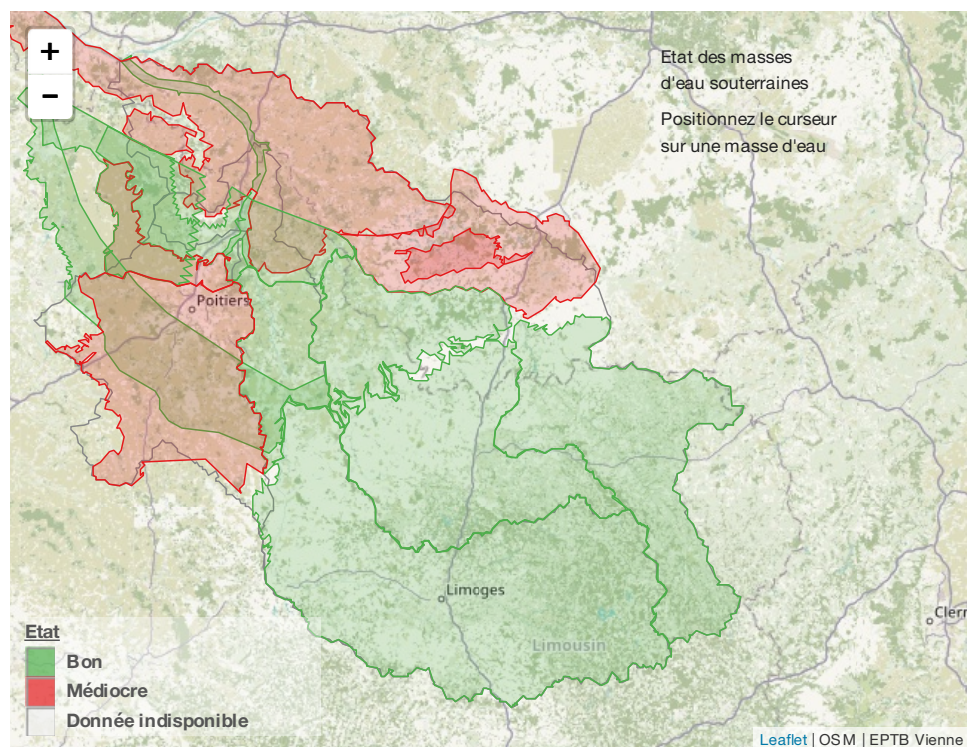 +
−
Etat des masses
d'eau souterraines
Positionnez le curseur
sur une masse d'eau
Poitiers
Limoges
Clerm
Limousin
Etat
Bon
Médiocre
Donnée indisponible
Leaflet | OSM | EPTB Vienne